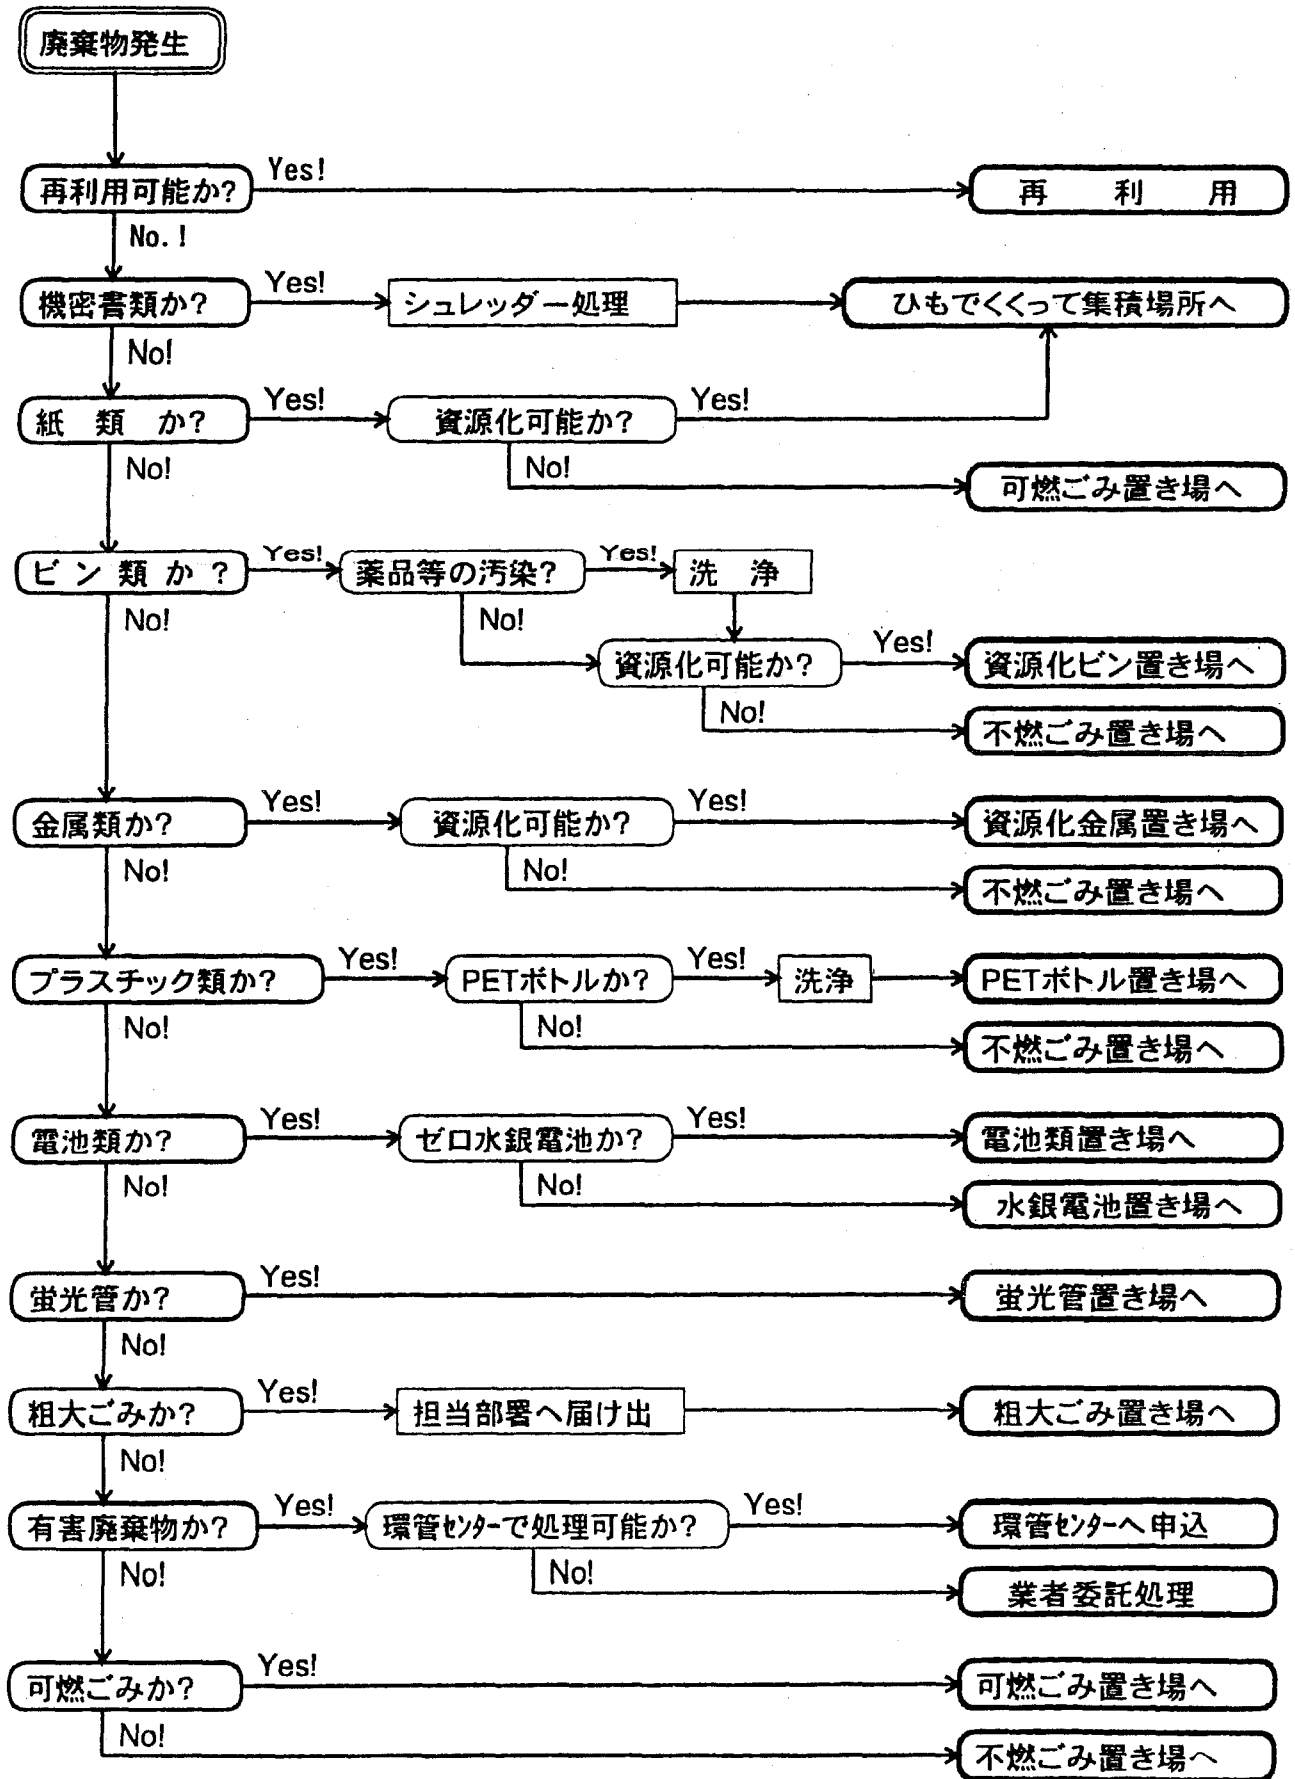 廃棄物発生
再利用可能か?
Yes!
再 利 用
No.!
機密書類か?
Yes!
シュレッダー処理
ひもでくくって集積場所へ
No!
紙 類 か?
Yes!
資源化可能か?
Yes!
No!
No!
可燃ごみ置き場へ
ビン類か?
Yes!
薬品等の汚染?
Yes!
洗 浄
No!
No!
資源化可能か?
Yes!
資源化ビン置き場へ
No!
不燃ごみ置き場へ
金属類か?
Yes!
資源化可能か?
Yes!
資源化金属置き場へ
No!
No!
不燃ごみ置き場へ
プラスチック類か?
Yes!
PETボトルか?
Yes!
洗浄
PETボトル置き場へ
No!
No!
不燃ごみ置き場へ
電池類か?
Yes!
ゼロ水銀電池か?
Yes!
電池類置き場へ
No!
No!
水銀電池置き場へ
蛍光管か?
Yes!
蛍光管置き場へ
No!
粗大ごみか?
Yes!
担当部署へ届け出
粗大ごみ置き場へ
No!
有害廃棄物か?
Yes!
環管センターで処理可能か?
Yes!
環管センターへ申込
No!
No!
業者委託処理
可燃ごみか?
Yes!
可燃ごみ置き場へ
No!
不燃ごみ置き場へ